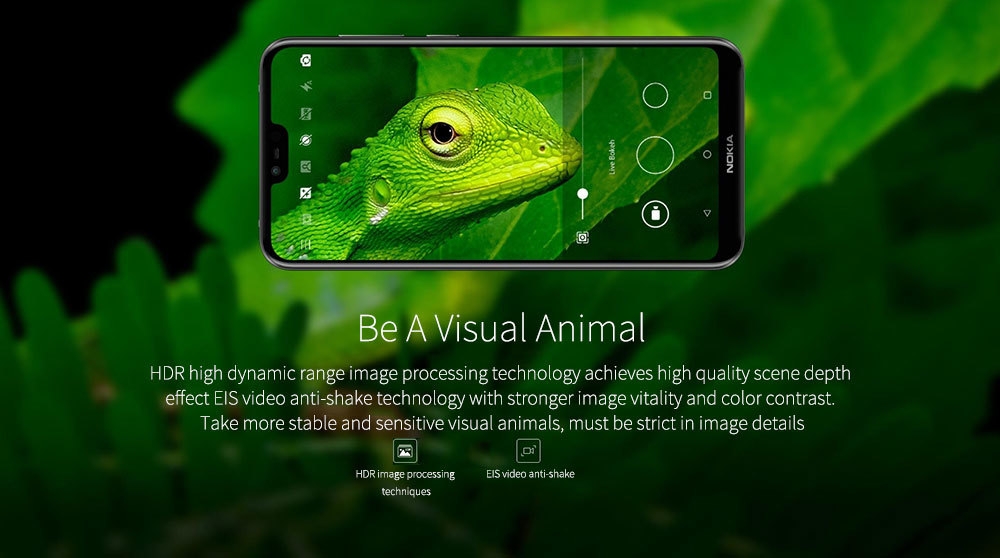 Live Bokeh
NOKIA
Be A Visual Animal
HDR high dynamic range image processing technology achieves high quality scene depth
effect EIS video anti-shake technology with stronger image vitality and color contrast.
Take more stable and sensitive visual animals, must be strict in image details
HDR image processing
techniques
EIS video anti-shake